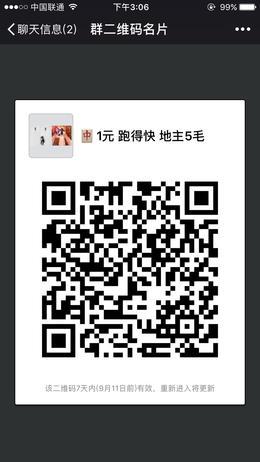 中国联通 下午3:06 99%
聊天信息(2) 群二维码名片
🀄 1元 跑得快 地主5毛
该二维码7天内(9月11日前)有效，重新进入将更新